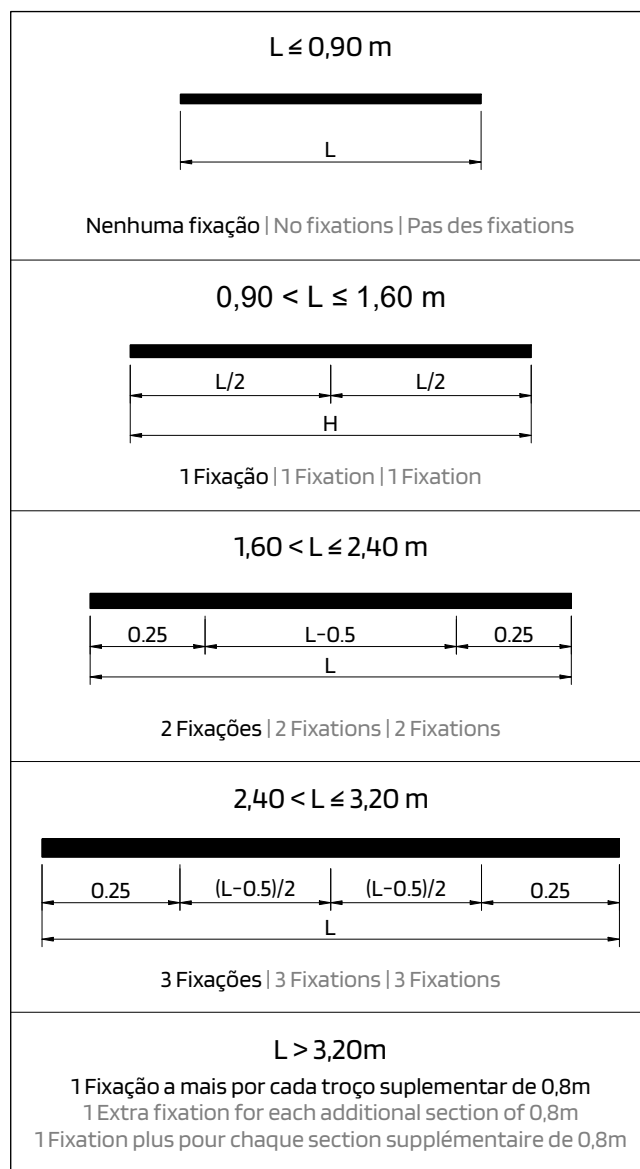 L ≤ 0,90 m
L
Nenhuma fixação | No fixations | Pas des fixations
0,90 < L ≤ 1,60 m
L/2 L/2
H
1 Fixação | 1 Fixation | 1 Fixation
1,60 < L ≤ 2,40 m
0.25 L-0.5 0.25
L
2 Fixações | 2 Fixations | 2 Fixations
2,40 < L ≤ 3,20 m
0.25 (L-0.5)/2 (L-0.5)/2 0.25
L
3 Fixações | 3 Fixations | 3 Fixations
L > 3,20m
1 Fixação a mais por cada troço suplementar de 0,8m
1 Extra fixation for each additional section of 0,8m
1 Fixation plus pour chaque section supplémentaire de 0,8m